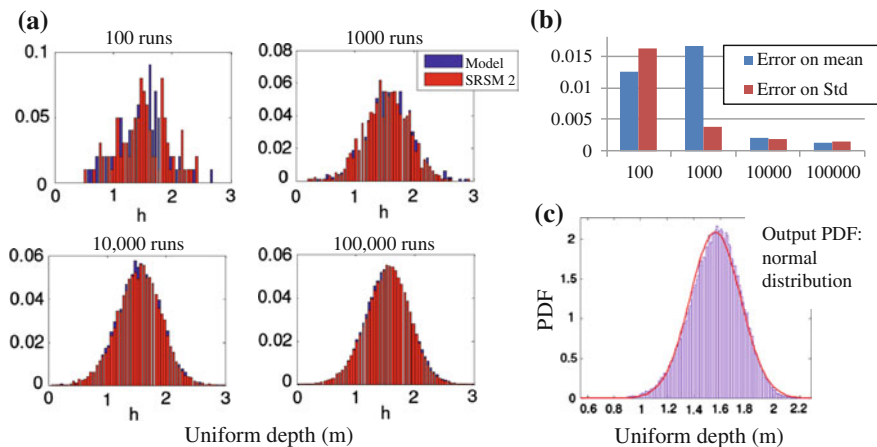 (a)
100 runs
0.1
0.05
0
0 1 2 3
h
1000 runs
0.08
0.06
0.04
0.02
0
0 1 2 3
h
Model
SRSM 2
10,000 runs
0.06
0.04
0.02
0
0 1 2 3
h
100,000 runs
0.06
0.04
0.02
0
0 1 2 3
h
Uniform depth (m)
(b)
0.015
0.01
0.005
0
100 1000 10000 100000
Error on mean
Error on Std
(c)
PDF
2
1.5
1
0.5
0
0.6 0.8 1 1.2 1.4 1.6 1.8 2 2.2
Output PDF:
normal
distribution
Uniform depth (m)